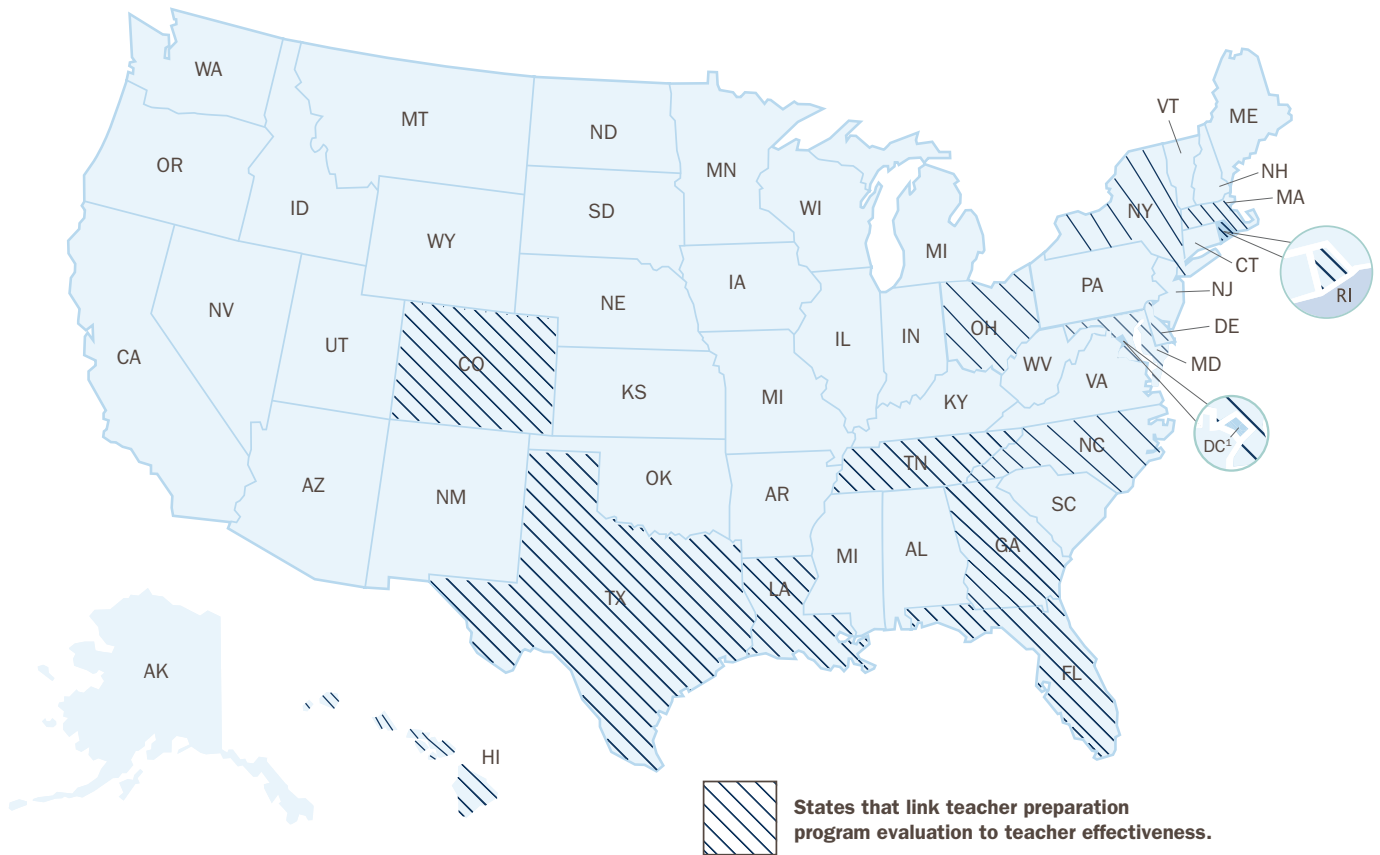 WA
VT
ME
MT
ND
OR
MN
NH
MA
ID
SD
WI
NY
WY
MI
CT
RI
IA
PA
NJ
NE
NV
OH
DE
IL
IN
UT
CA
CO
MD
WV
VA
KS
MI
KY
DC¹
NC
TN
OK
AZ
NM
AR
SC
GA
MI
AL
LA
TX
AK
FL
HI
States that link teacher preparation
program evaluation to teacher effectiveness.